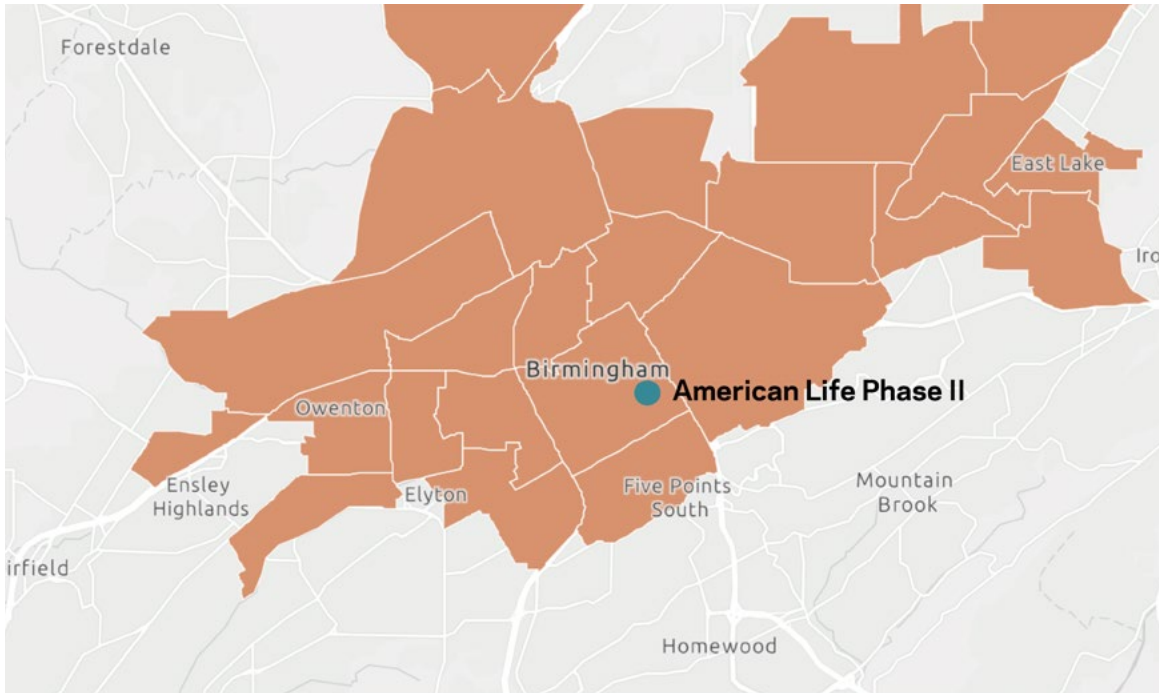 Forestdale
East Lake
Iro
Birmingham
American Life Phase II
Owenton
Ensley
Highlands
Elyton
Five Points
South
Mountain
Brook
irfield
Homewood